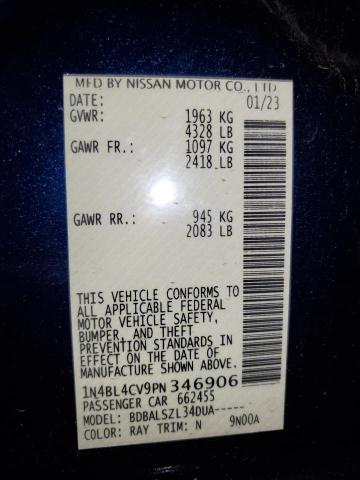 MFD BY NISSAN MOTOR CO., LTD
DATE: 01/23
GVWR: 1963 KG
4328 LB
GAWR FR.: 1097 KG
2418 LB
GAWR RR.: 945 KG
2083 LB
THIS VEHICLE CONFORMS TO
ALL APPLICABLE FEDERAL
MOTOR VEHICLE SAFETY,
BUMPER, AND THEFT
PREVENTION STANDARDS IN
EFFECT ON THE DATE OF
MANUFACTURE SHOWN ABOVE.
1N4BL4CV9PN346906
PASSENGER CAR 662455
MODEL: BDBALSZL34DUA-----
COLOR: RAY TRIM: N 9N00A